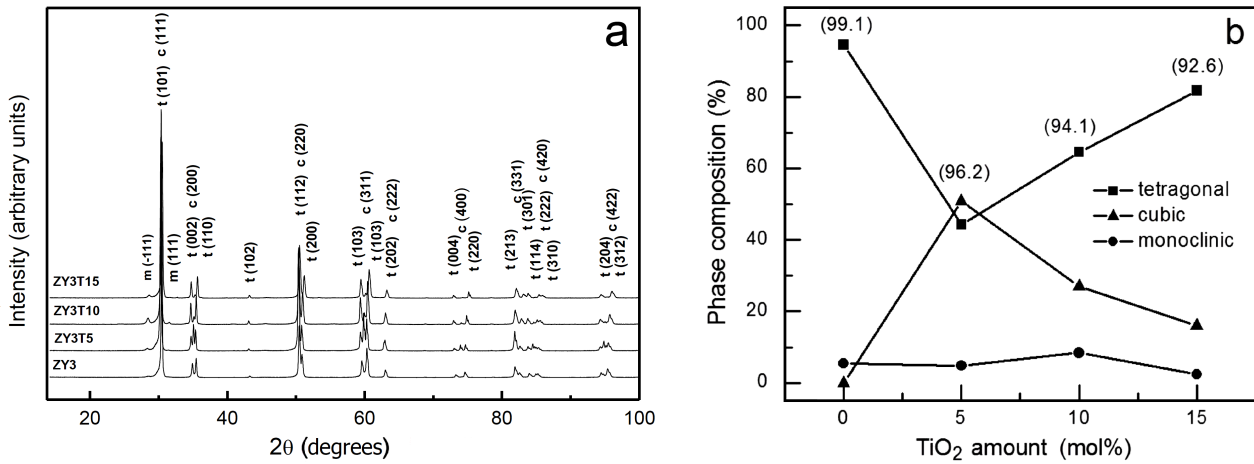 a
Intensity (arbitrary units)
t (101) c (111)
m (-111)
m (111)
t (002) c (200)
t (110)
t (102)
t (112) c (220)
t (200)
t (103) c (311)
t (103)
t (202) c (222)
t (004) c (400)
t (220)
t (213) c (331)
t (301)
t (114)
t (222) c (420)
t (310)
t (204) c (422)
t (312)
ZY3T15
ZY3T10
ZY3T5
ZY3
20 40 60 80 100
2θ (degrees)
b
Phase composition (%)
100
80
60
40
20
0
(99.1)
(96.2)
(94.1)
(92.6)
tetragonal
cubic
monoclinic
0 5 10 15
TiO₂ amount (mol%)